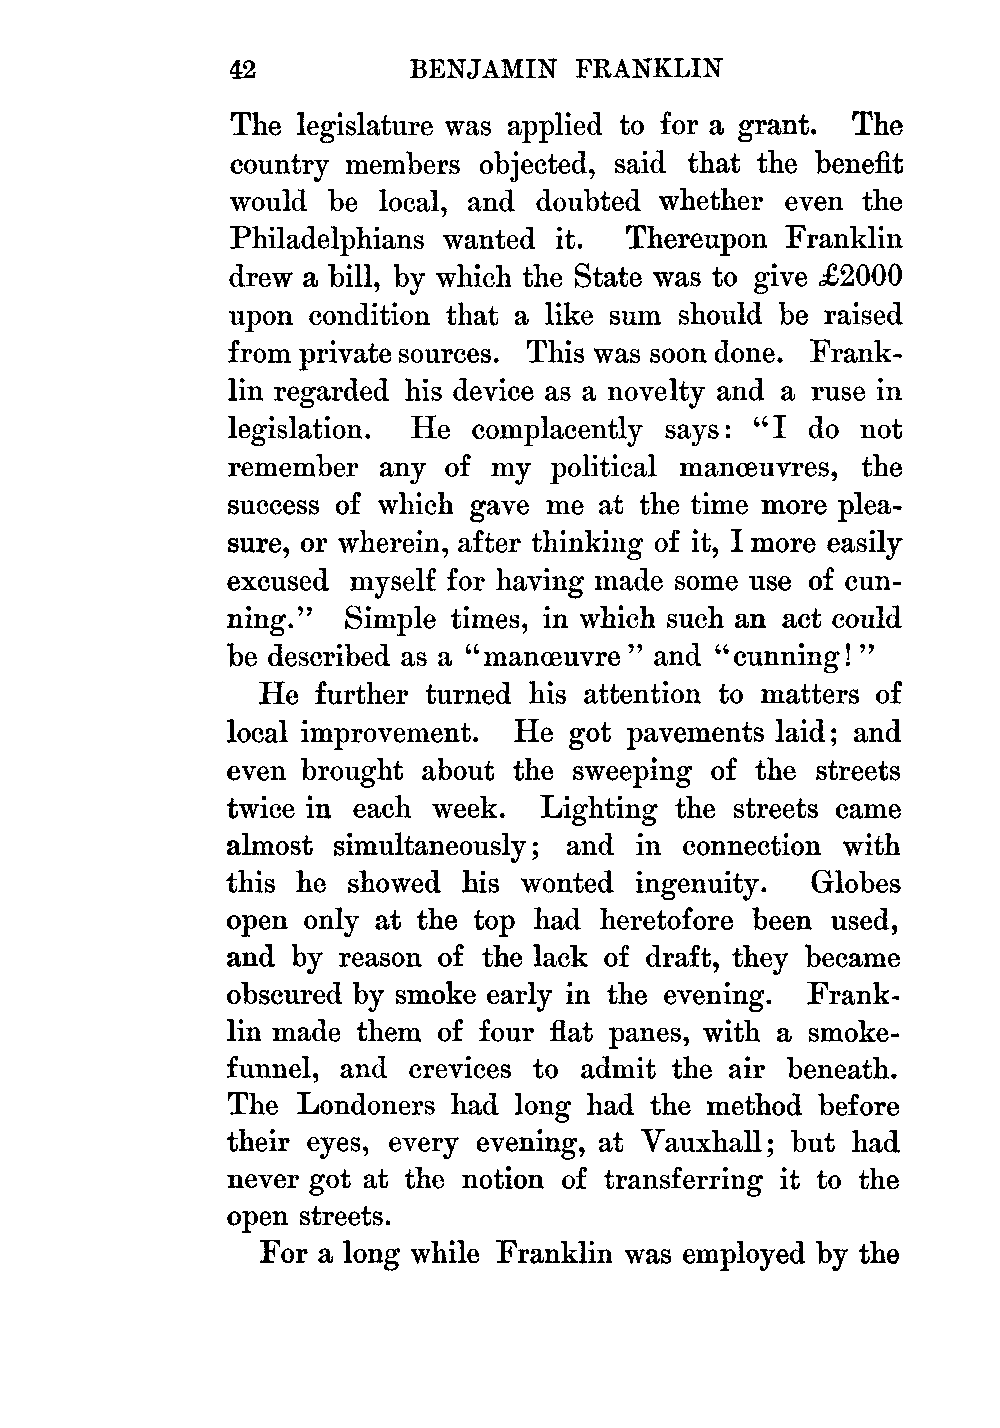 42 BENJAMIN FRANKLIN
The legislature was applied to for a grant. The
country members objected, said that the benefit
would be local, and doubted whether even the
Philadelphians wanted it. Thereupon Franklin
drew a bill, by which the State was to give £2000
upon condition that a like sum should be raised
from private sources. This was soon done. Frank-
lin regarded his device as a novelty and a ruse in
legislation. He complacently says: “I do not
remember any of my political manœuvres, the
success of which gave me at the time more plea-
sure, or wherein, after thinking of it, I more easily
excused myself for having made some use of cun-
ning.” Simple times, in which such an act could
be described as a “manœuvre” and “cunning!”
He further turned his attention to matters of
local improvement. He got pavements laid; and
even brought about the sweeping of the streets
twice in each week. Lighting the streets came
almost simultaneously; and in connection with
this he showed his wonted ingenuity. Globes
open only at the top had heretofore been used,
and by reason of the lack of draft, they became
obscured by smoke early in the evening. Frank-
lin made them of four flat panes, with a smoke-
funnel, and crevices to admit the air beneath.
The Londoners had long had the method before
their eyes, every evening, at Vauxhall; but had
never got at the notion of transferring it to the
open streets.
For a long while Franklin was employed by the